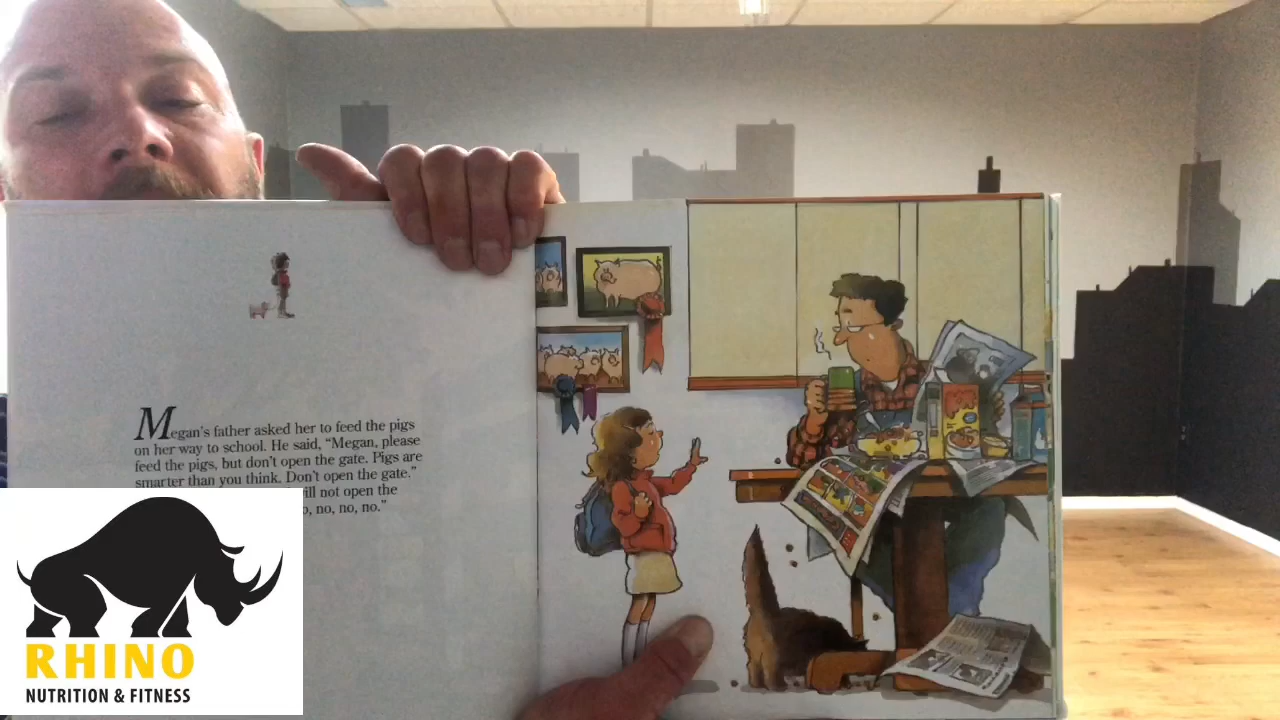 Megan's father asked her to feed the pigs
on her way to school. He said, "Megan, please
feed the pigs, but don't open the gate. Pigs are
smarter than you think. Don't open the gate."
ill not open the
, no, no, no."
RHINO
NUTRITION & FITNESS